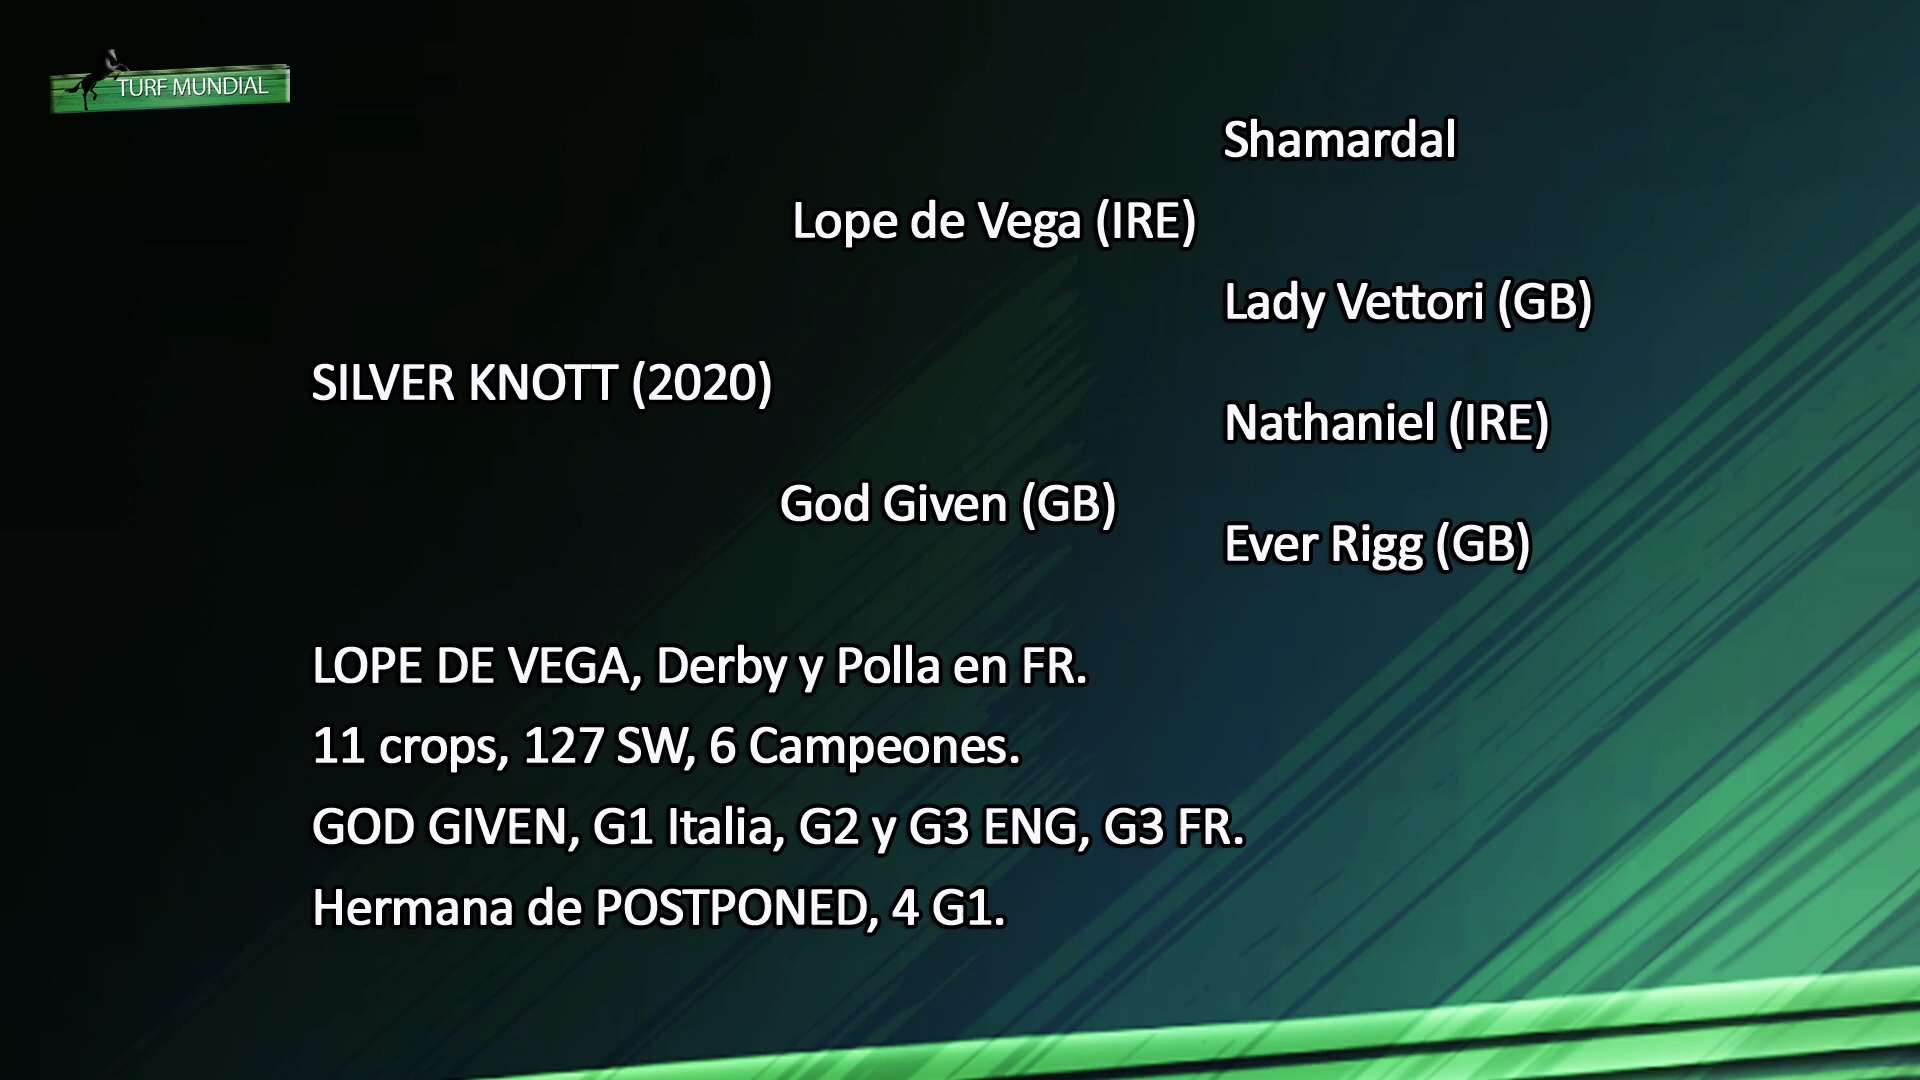 TURF MUNDIAL
Shamardal
Lope de Vega (IRE)
Lady Vettori (GB)
SILVER KNOTT (2020)
Nathaniel (IRE)
God Given (GB)
Ever Rigg (GB)
LOPE DE VEGA, Derby y Polla en FR.
11 crops, 127 SW, 6 Campeones.
GOD GIVEN, G1 Italia, G2 y G3 ENG, G3 FR.
Hermana de POSTPONED, 4 G1.